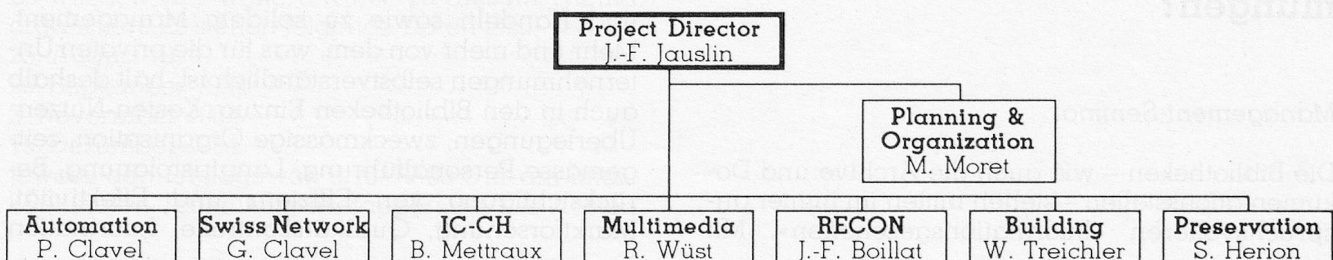 Project Director
J.-F. Jauslin
Planning &
Organization
M. Moret
Automation
P. Clavel
Swiss Network
G. Clavel
IC-CH
B. Mettraux
Multimedia
R. Wüst
RECON
J.-F. Boillat
Building
W. Treichler
Preservation
S. Herion